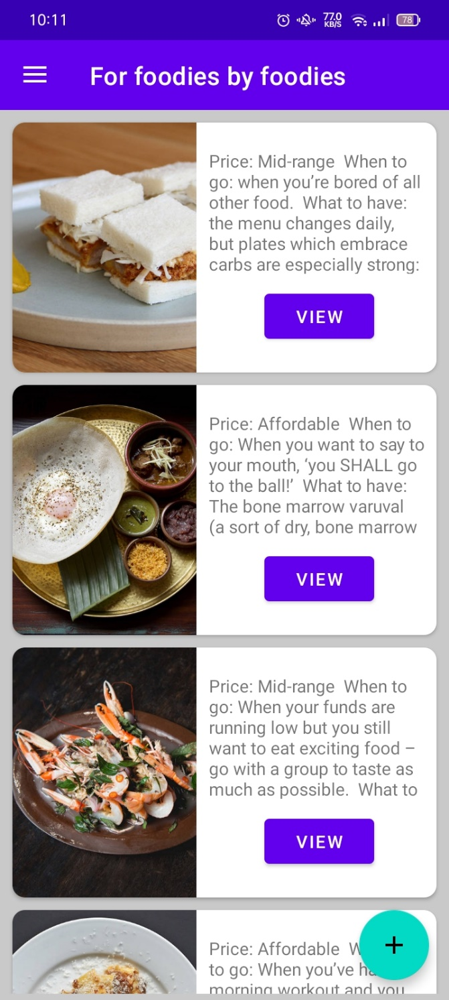 10:11
77.0
KB/S
78
For foodies by foodies
Price: Mid-range  When to
go: when you’re bored of all
other food.  What to have:
the menu changes daily,
but plates which embrace
carbs are especially strong:
VIEW
Price: Affordable  When to
go: When you want to say to
your mouth, ‘you SHALL go
to the ball!’  What to have:
The bone marrow varuval
(a sort of dry, bone marrow
VIEW
Price: Mid-range  When to
go: When your funds are
running low but you still
want to eat exciting food –
go with a group to taste as
much as possible.  What to
VIEW
Price: Affordable
to go: When you’ve
morning workout and you